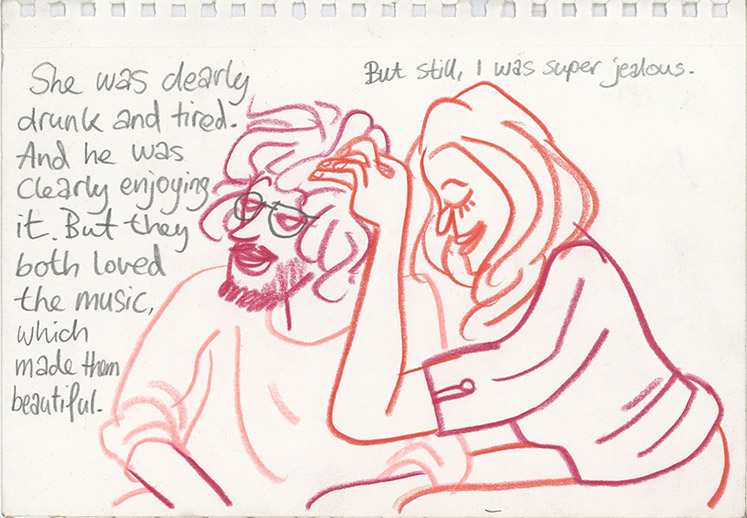 She was clearly
drunk and tired.
And he was
clearly enjoying
it. But they
both loved
the music,
which
made them
beautiful.
But still, I was super jealous.